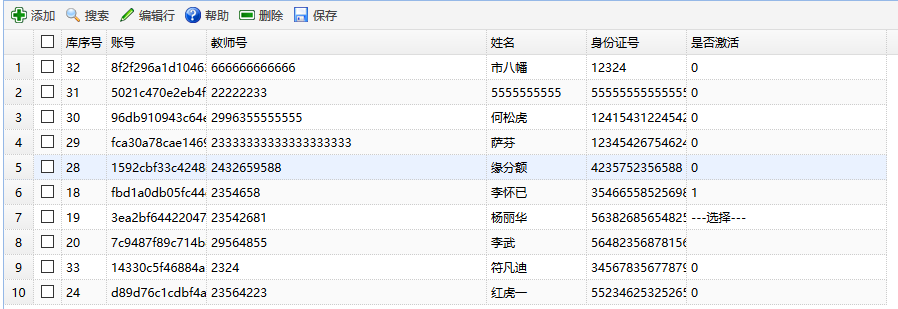 添加 搜索 编辑行 帮助 删除 保存
库序号 账号 教师号 姓名 身份证号 是否激活
1 32 8f2f296a1d1046 666666666666 市八幡 12324 0
2 31 5021c470e2eb4f 22222233 5555555555 55555555555555 0
3 30 96db910943c64e 2996355555555 何松虎 12415431224542 0
4 29 fca30a78cae1469 23333333333333333333 萨芬 12345426754624 0
5 28 1592cbf33c4248 2432659588 缘分额 4235752356588 0
6 18 fbd1a0db05fc44 2354658 李怀已 35466558525698 1
7 19 3ea2bf64422047 23542681 杨丽华 56382685654825 ---选择---
8 20 7c9487f89c714b 29564855 李武 56482356878156
9 33 14330c5f46884a 2324 符凡迪 34567835677879 0
10 24 d89d76c1cdbf4a 23564223 红虎一 55234625325265 0